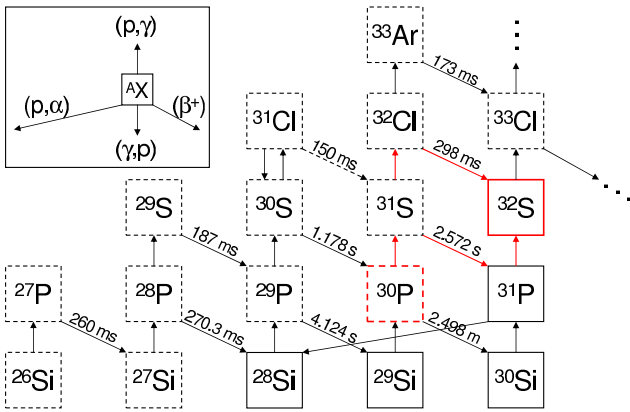 (p,γ)
ᴬX
(p,α)
(β⁺)
(γ,p)
³³Ar
173 ms
³¹Cl
³²Cl
³³Cl
150 ms
298 ms
²⁹S
³⁰S
³¹S
³²S
187 ms
1.178 s
2.572 s
²⁷P
²⁸P
²⁹P
³⁰P
³¹P
260 ms
270.3 ms
4.124 s
2.498 m
²⁶Si
²⁷Si
²⁸Si
²⁹Si
³⁰Si